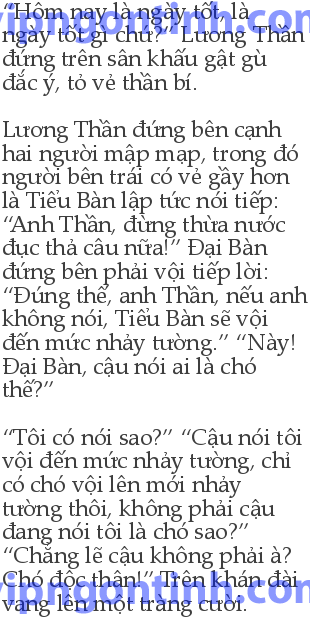 “Hôm nay là ngày tốt, là
ngày tốt gì chứ?” Lương Thần
đứng trên sân khấu gật gù
đắc ý, tỏ vẻ thần bí.
Lương Thần đứng bên cạnh
hai người mập mạp, trong đó
người bên trái có vẻ gầy hơn
là Tiểu Bàn lập tức nói tiếp:
“Anh Thần, đừng thừa nước
đục thả câu nữa!” Đại Bàn
đứng bên phải vội tiếp lời:
“Đúng thế, anh Thần, nếu anh
không nói, Tiểu Bàn sẽ vội
đến mức nhảy tường.” “Này!
Đại Bàn, cậu nói ai là chó
thế?”
“Tôi có nói sao?” “Cậu nói tôi
vội đến mức nhảy tường, chỉ
có chó vội lên mới nhảy
tường thôi, không phải cậu
đang nói tôi là chó sao?”
“Chẳng lẽ cậu không phải à?
Chó độc thân!” Trên khán đài
vang lên một tràng cười.
vipngontinh.com
vipngontinh.com